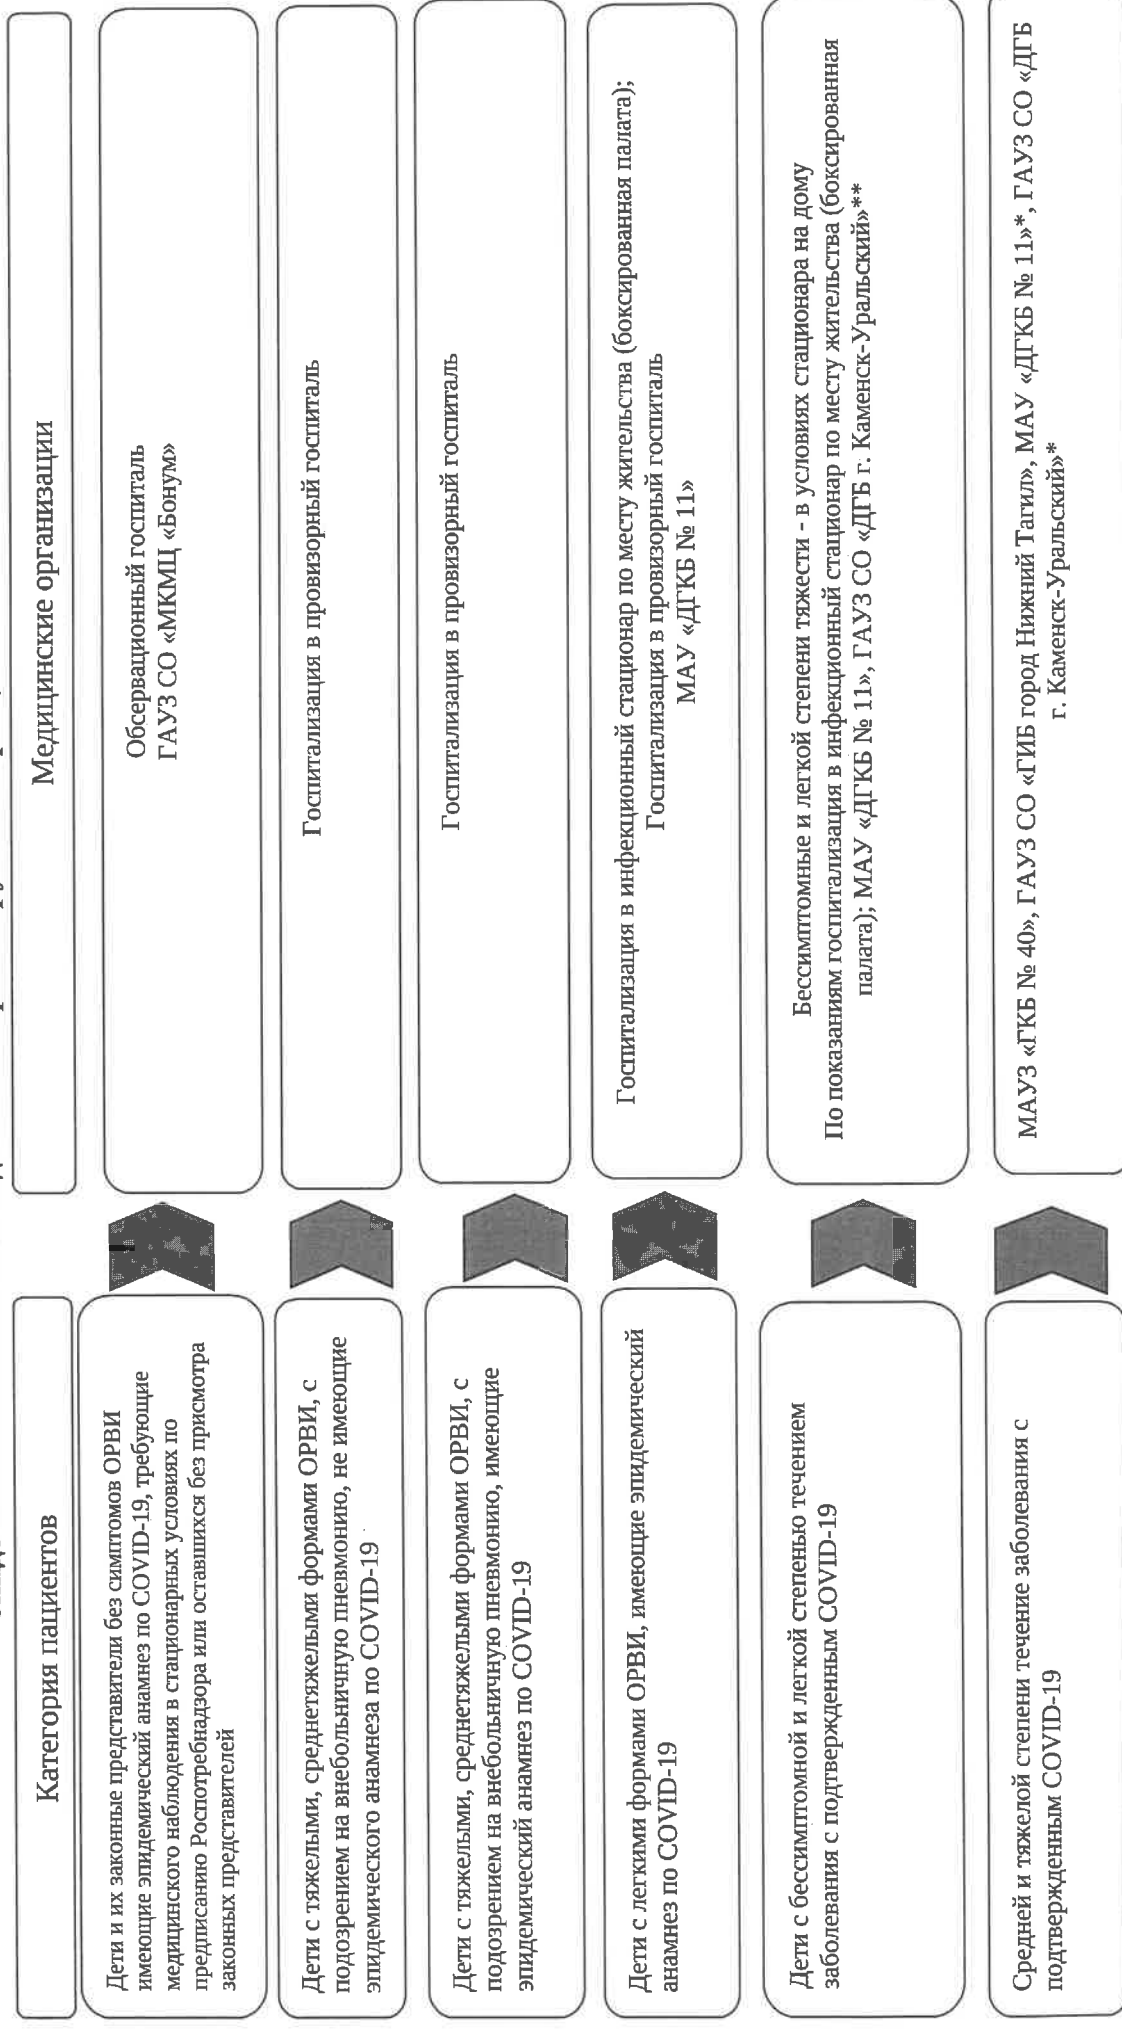 Категория пациентов
Медицинские организации
Дети и их законные представители без симптомов ОРВИ
имеющие эпидемический анамнез по COVID-19, требующие
медицинского наблюдения в стационарных условиях по
предписанию Роспотребнадзора или оставшихся без присмотра
законных представителей
Обсервационный госпиталь
ГАУЗ СО «МКМЦ «Бонум»
Дети с тяжелыми, среднетяжелыми формами ОРВИ, с
подозрением на внебольничную пневмонию, не имеющие
эпидемического анамнеза по COVID-19
Госпитализация в провизорный госпиталь
Дети с тяжелыми, среднетяжелыми формами ОРВИ, с
подозрением на внебольничную пневмонию, имеющие
эпидемический анамнез по COVID-19
Госпитализация в провизорный госпиталь
Дети с легкими формами ОРВИ, имеющие эпидемический
анамнез по COVID-19
Госпитализация в инфекционный стационар по месту жительства (боксированная палата);
Госпитализация в провизорный госпиталь
МАУ «ДГКБ № 11»
Дети с бессимптомной и легкой степенью течением
заболевания с подтвержденным COVID-19
Бессимптомные и легкой степени тяжести - в условиях стационара на дому
По показаниям госпитализация в инфекционный стационар по месту жительства (боксированная
палата); МАУ «ДГКБ № 11», ГАУЗ СО «ДГБ г. Каменск-Уральский»**
Средней и тяжелой степени течение заболевания с
подтвержденным COVID-19
МАУЗ «ГКБ № 40», ГАУЗ СО «ГИБ город Нижний Тагил», МАУ «ДГКБ № 11»*, ГАУЗ СО «ДГБ
г. Каменск-Уральский»*